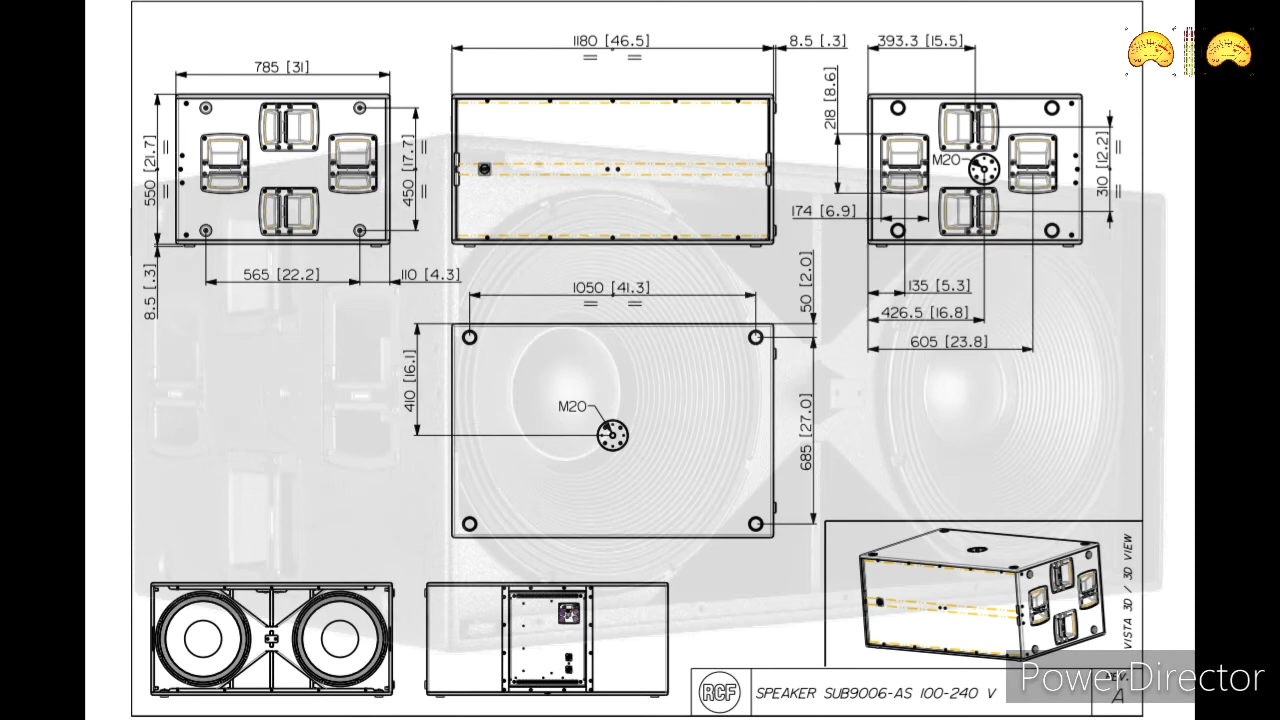 1180 [46.5]
8.5 [.3]
393.3 [15.5]
785 [31]
218 [8.6]
550 [21.7]
450 [17.7]
M20
310 [12.2]
174 [6.9]
565 [22.2]
110 [4.3]
8.5 [.3]
1050 [41.3]
50 [2.0]
135 [5.3]
426.5 [16.8]
605 [23.8]
410 [16.1]
M20
685 [27.0]
VISTA 3D / 3D VIEW
RCF
SPEAKER SUB9006-AS 100-240 V
REV.
A
PowerDirector